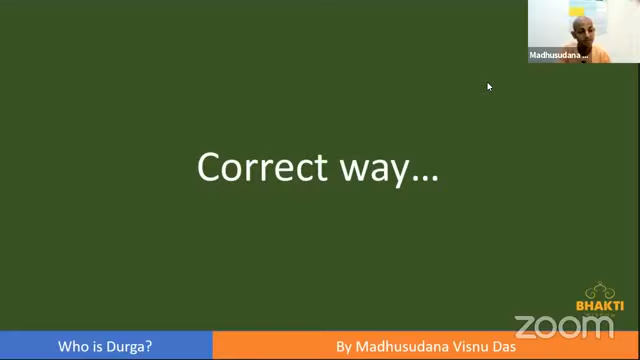 Madhusudana ...
Correct way...
BHAKTI
zoom
Who is Durga?
By Madhusudana Visnu Das